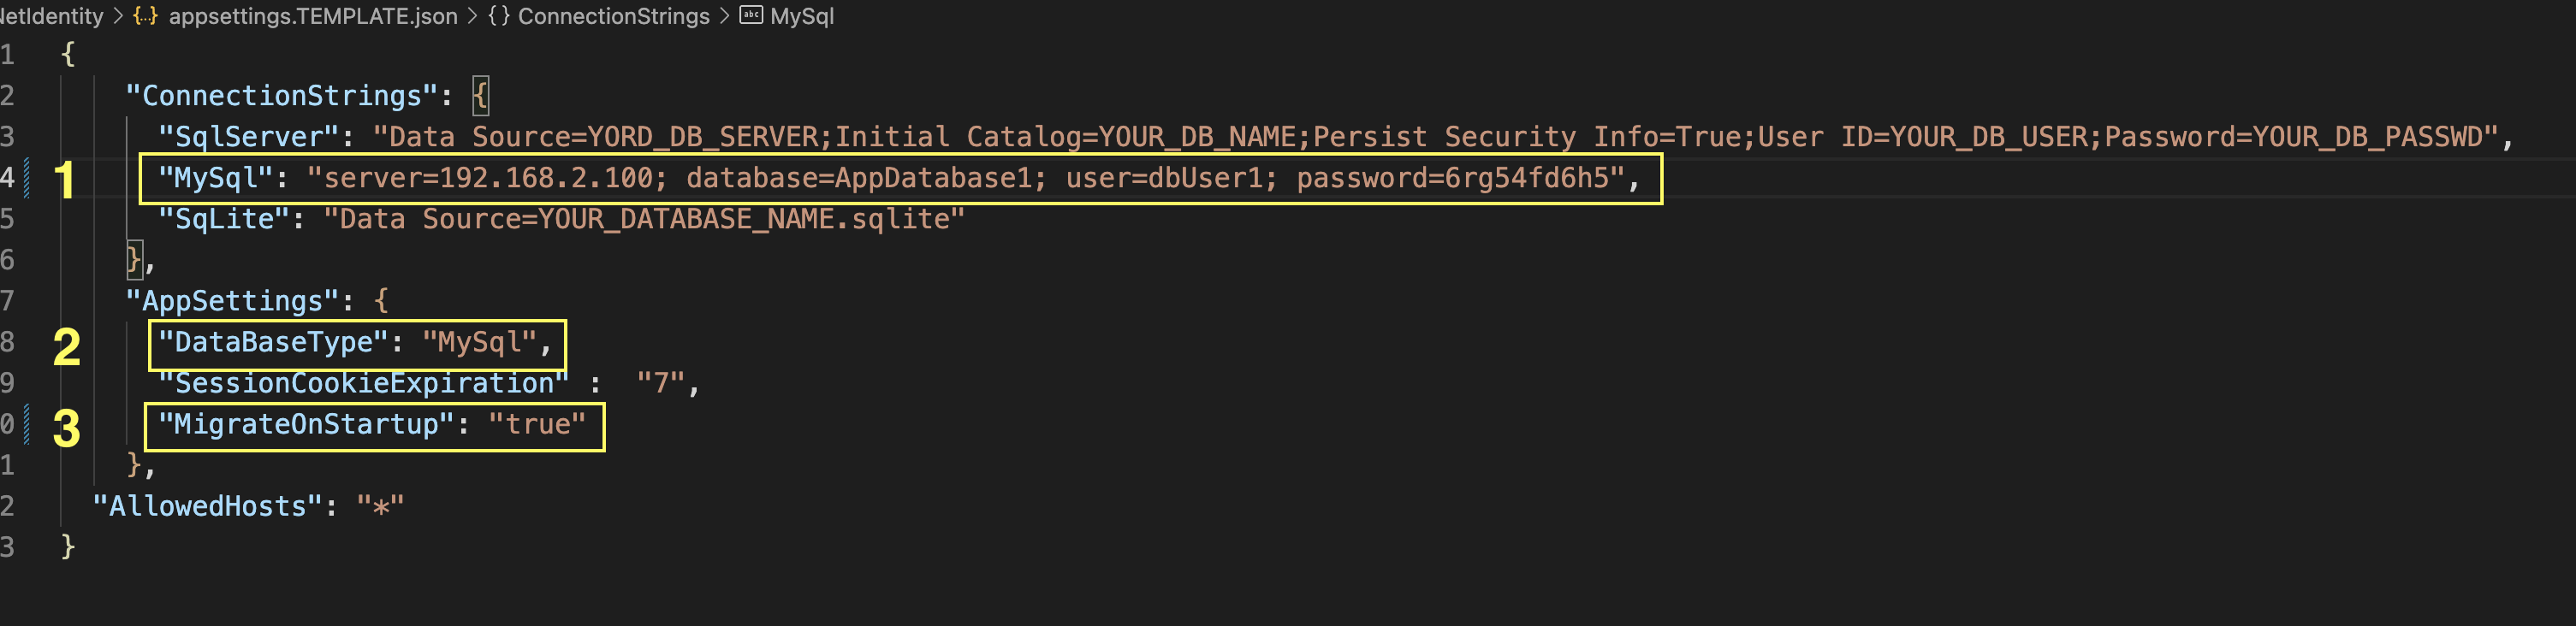 NetIdentity > {..} appsettings.TEMPLATE.json > {} ConnectionStrings > abc MySql
1 {
2 "ConnectionStrings": {
3 "SqlServer": "Data Source=YORD_DB_SERVER;Initial Catalog=YOUR_DB_NAME;Persist Security Info=True;User ID=YOUR_DB_USER;Password=YOUR_DB_PASSWD",
4 1 "MySql": "server=192.168.2.100; database=AppDatabase1; user=dbUser1; password=6rg54fd6h5",
5 "SqLite": "Data Source=YOUR_DATABASE_NAME.sqlite"
6 },
7 "AppSettings": {
8 2 "DataBaseType": "MySql",
9 "SessionCookieExpiration" : "7",
0 3 "MigrateOnStartup": "true"
1 },
2 "AllowedHosts": "*"
3 }